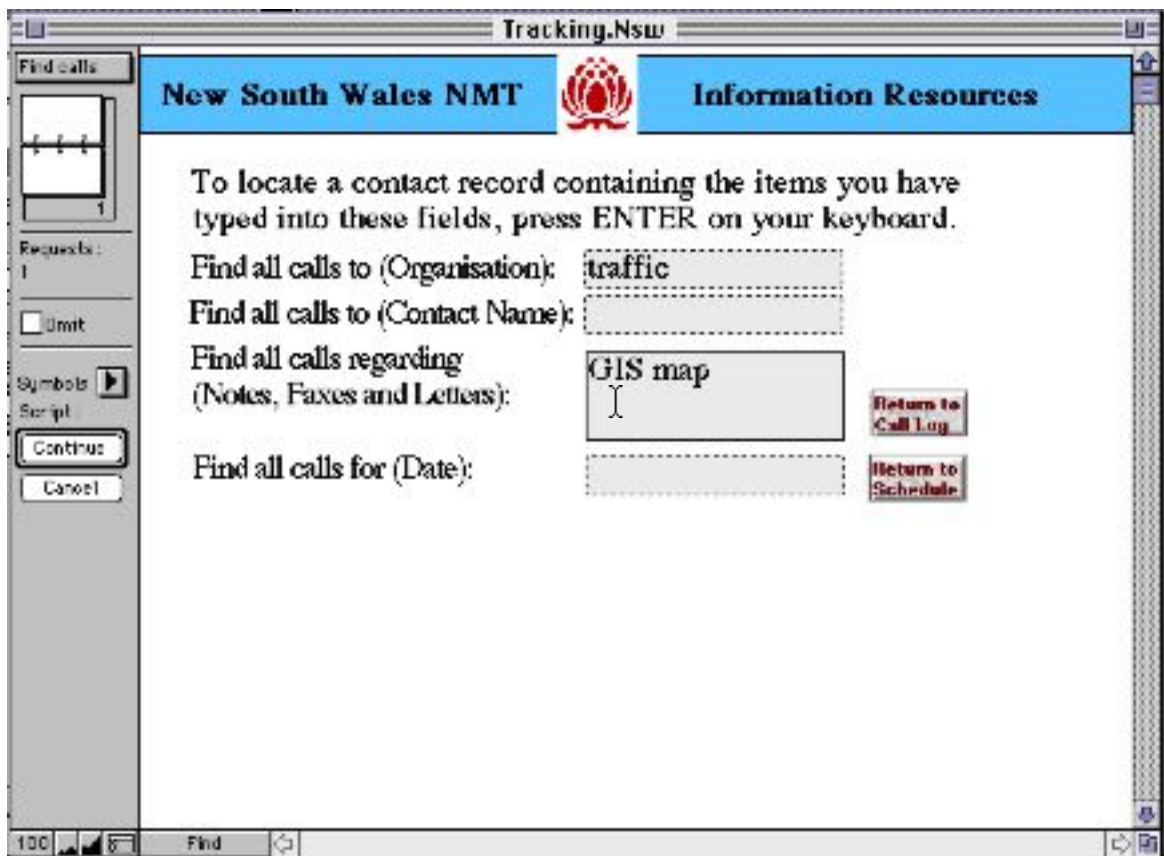 Tracking.Nsw
Find calls
1
Requests:
1
Omit
Symbols
Script:
Continue
Cancel
New South Wales NMT
Information Resources
To locate a contact record containing the items you have
typed into these fields, press ENTER on your keyboard.
Find all calls to (Organisation): traffic
Find all calls to (Contact Name):
Find all calls regarding
(Notes, Faxes and Letters):
GIS map
Return to
Call Log
Find all calls for (Date):
Return to
Schedule
100
Find